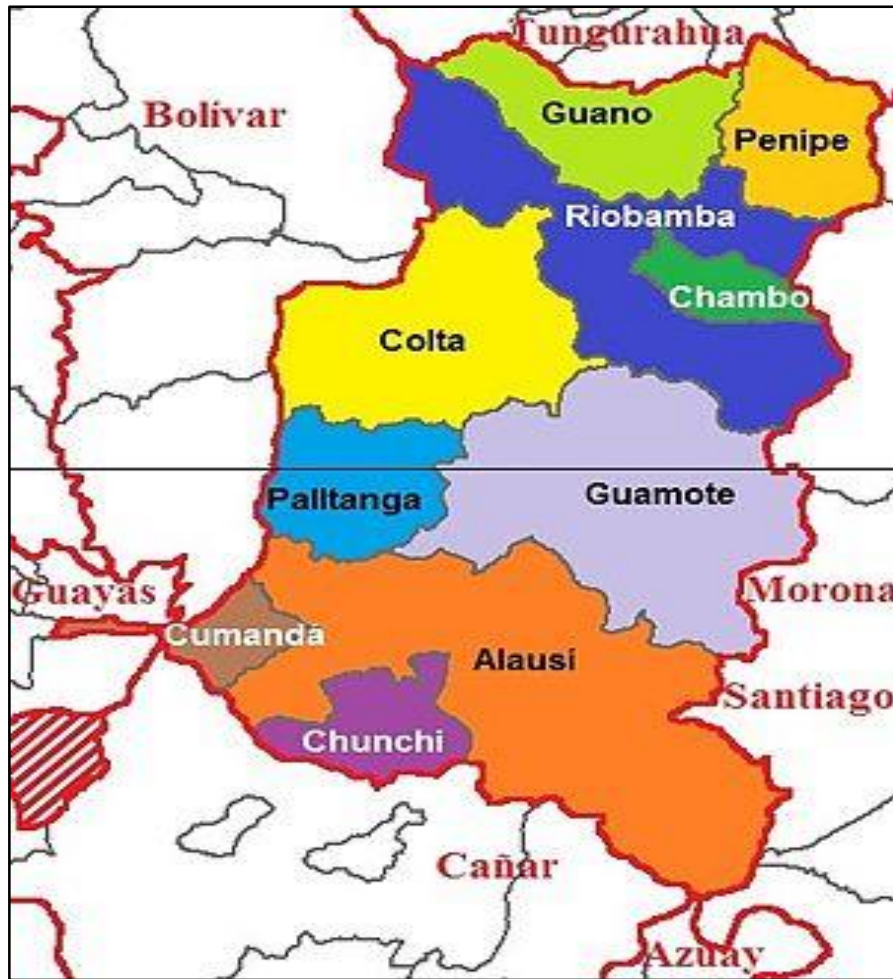 Tungurahua
Bolívar
Guano
Penipe
Riobamba
Chambo
Colta
Pallatanga
Guamote
Guayas
Morona
Cumandá
Alausí
Santiago
Chunchi
Cañar
Azuay